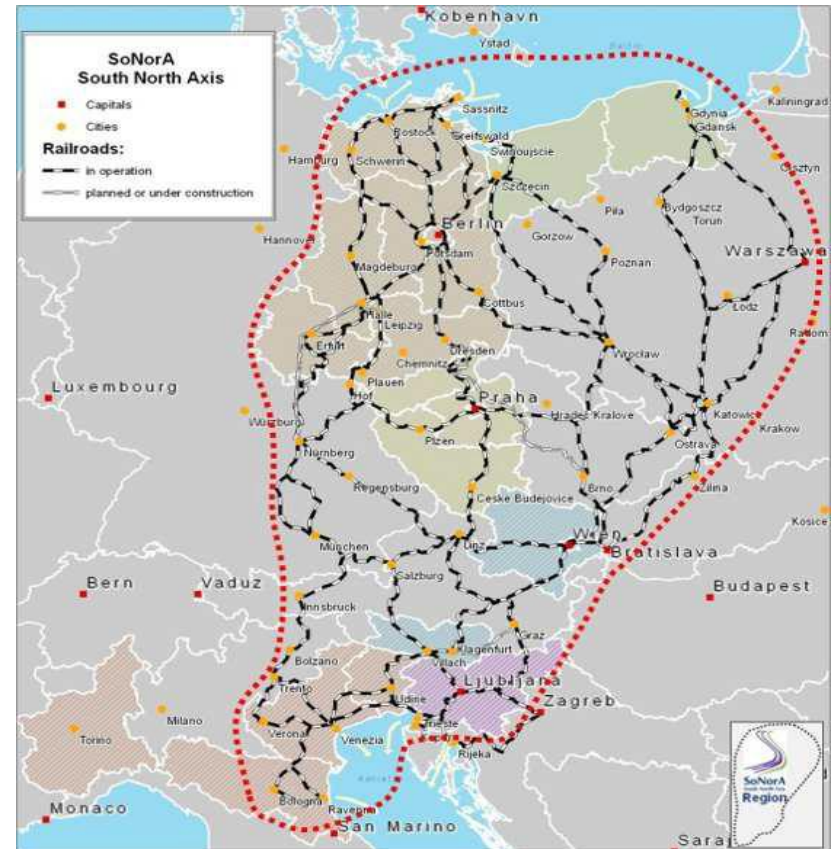 SoNorA
South North Axis
Capitals
Cities
Railroads:
in operation
planned or under construction
Kobenhavn
Ystad
Sassnitz
Kaliningrad
Gdynia
Rostock
Greifswald
Gdansk
Swinoujscie
Hamburg
Schwerin
Olsztyn
Szczecin
Pila
Bydgoszcz
Torun
Berlin
Hannover
Gorzow
Potsdam
Poznan
Warszawa
Magdeburg
Cottbus
Lodz
Halle
Leipzig
Radom
Erfurt
Dresden
Wroclaw
Chemnitz
Luxembourg
Plauen
Hof
Praha
Hradec Kralove
Katowice
Würzburg
Krakow
Plzen
Ostrava
Nürnberg
Regensburg
Ceske Budejovice
Brno
Zilina
Kosice
München
Linz
Wien
Bratislava
Bern
Vaduz
Salzburg
Budapest
Innsbruck
Graz
Bolzano
Klagenfurt
Villach
Trento
Ljubljana
Udine
Zagreb
Milano
Torino
Verona
Venezia
Trieste
Rijeka
Bologna
Ravenna
Monaco
San Marino
SoNorA
South North Axis
Region